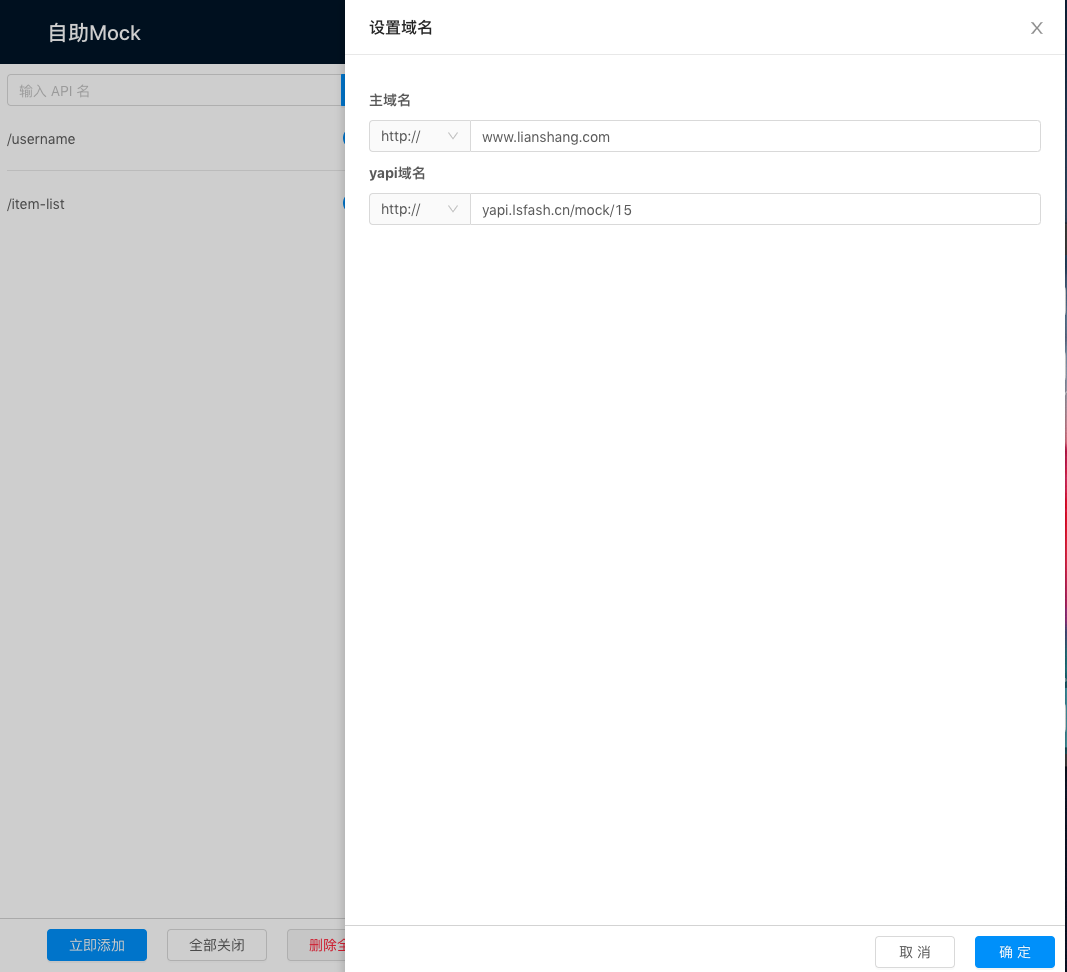 自助Mock
输入 API 名
/username
/item-list
立即添加
全部关闭
删除全
设置域名
主域名
http://
www.lianshang.com
yapi域名
http://
yapi.lsfash.cn/mock/15
取 消
确 定